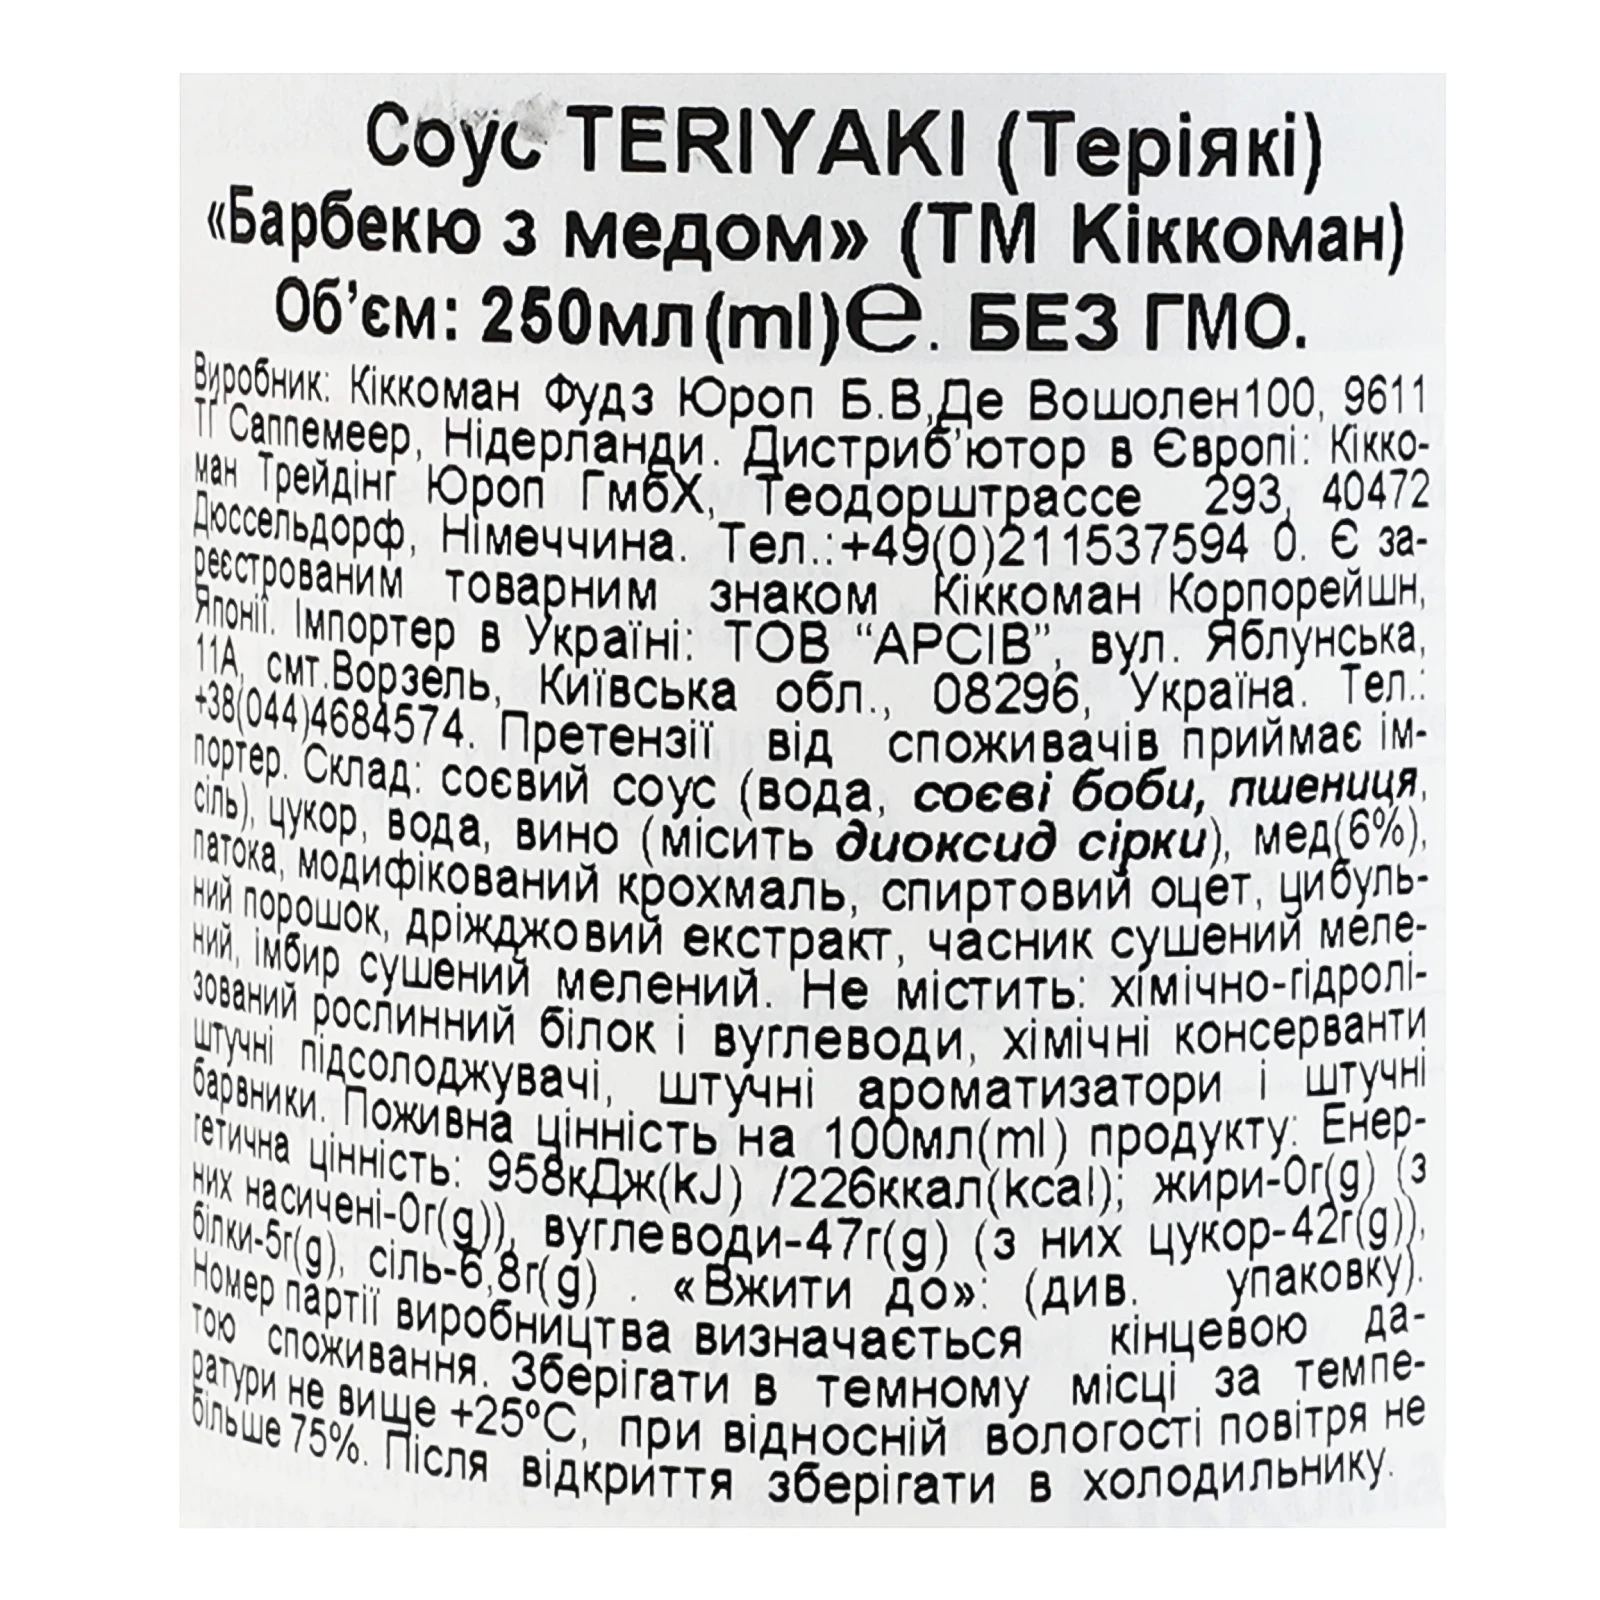 Соус TERIYAKI (Теріякі)
«Барбекю з медом» (ТМ Кіккоман)
Об’єм: 250мл(ml)℮. БЕЗ ГМО.
Виробник: Кіккоман Фудз Юроп Б.В,Де Вошолен100, 9611
ТГ Саппемеер, Нідерланди. Дистриб’ютор в Європі: Кікко-
ман Трейдінг Юроп ГмбХ, Теодорштрассе 293, 40472
Дюссельдорф, Німеччина. Тел.:+49(0)211537594 0. Є за-
реєстрованим товарним знаком Кіккоман Корпорейшн,
Японії. Імпортер в Україні: ТОВ “АРСІВ”, вул. Яблунська,
11А, смт.Ворзель, Київська обл., 08296, Україна. Тел.:
+38(044)4684574. Претензії від споживачів приймає ім-
портер. Склад: соєвий соус (вода, соєві боби, пшениця,
сіль), цукор, вода, вино (місить диоксид сірки), мед(6%),
патока, модифікований крохмаль, спиртовий оцет, цибуль-
ний порошок, дріжджовий екстракт, часник сушений меле-
ний, імбир сушений мелений. Не містить: хімічно-гідролі-
зований рослинний білок і вуглеводи, хімічні консерванти
штучні підсолоджувачі, штучні ароматизатори і штучні
барвники. Поживна цінність на 100мл(ml) продукту: Енер-
гетична цінність: 958кДж(kJ) /226ккал(kcal); жири-0г(g) (з
них насичені-0г(g)), вуглеводи-47г(g) (з них цукор-42г(g)),
білки-5г(g), сіль-6,8г(g) . «Вжити до»: (див. упаковку).
Номер партії виробництва визначається кінцевою да-
тою споживання. Зберігати в темному місці за темпе-
ратури не вище +25°С, при відносній вологості повітря не
більше 75%. Після відкриття зберігати в холодильнику.